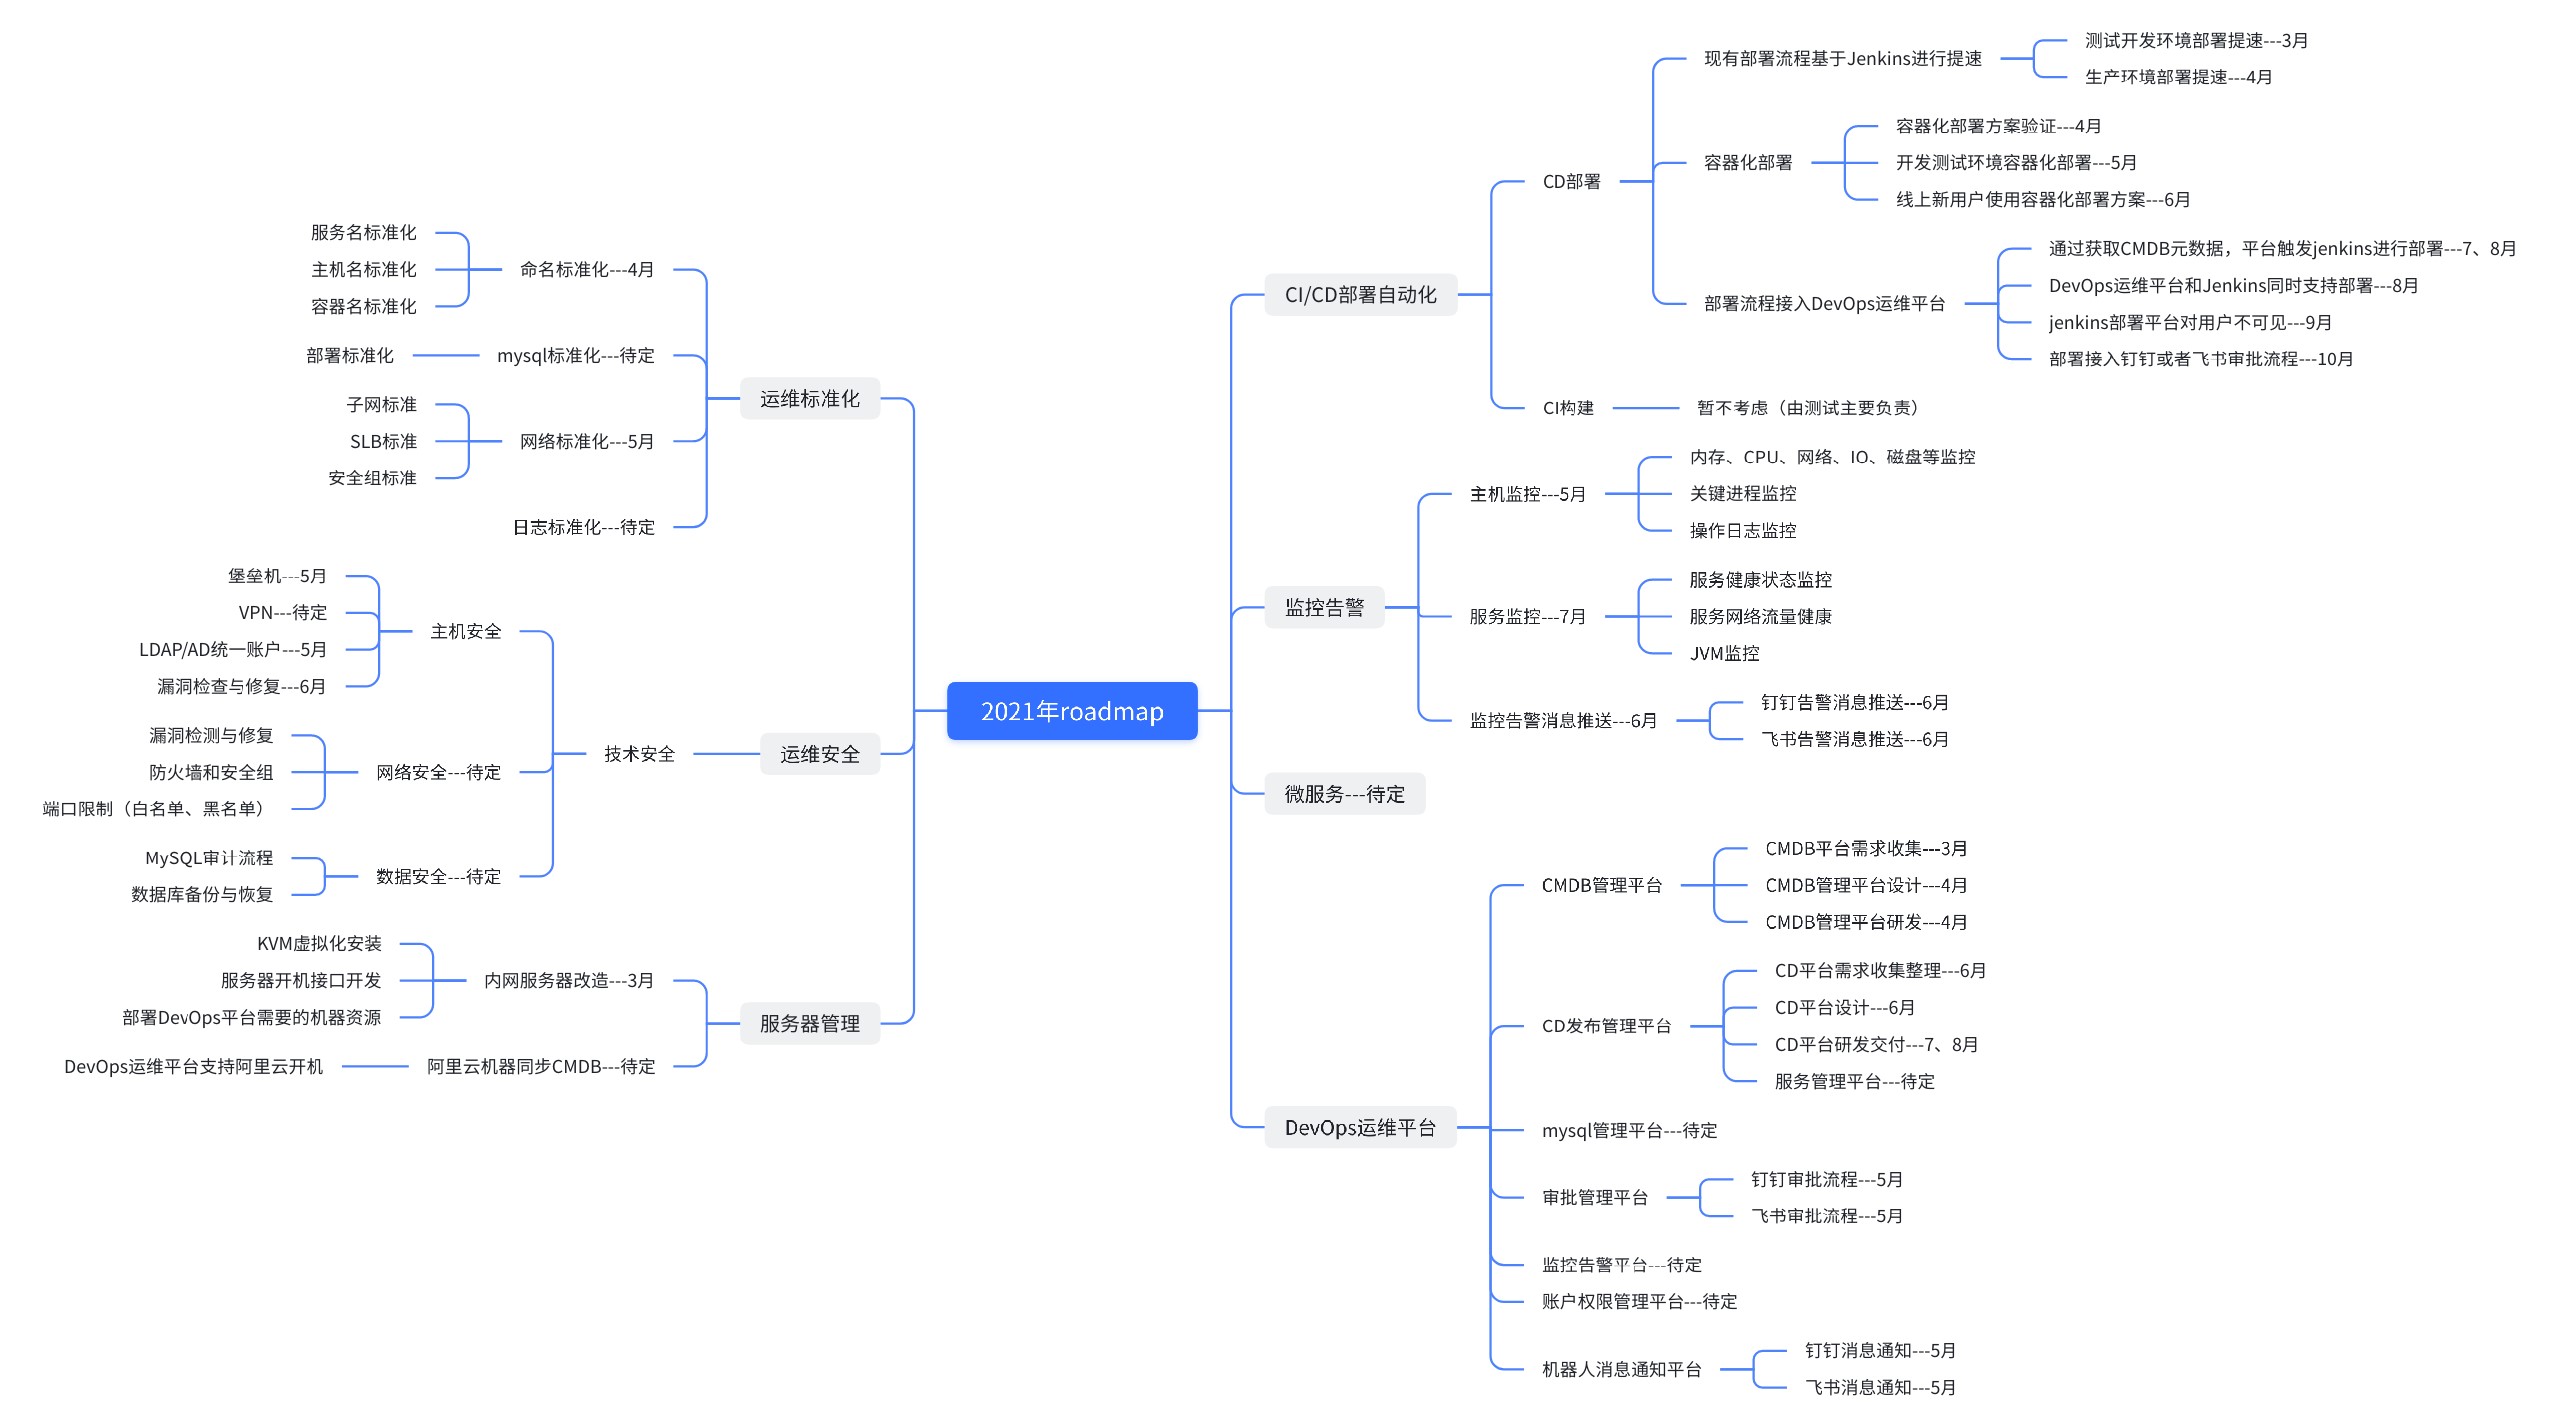 2021年roadmap
CI/CD部署自动化
CD部署
现有部署流程基于Jenkins进行提速
测试开发环境部署提速---3月
生产环境部署提速---4月
容器化部署
容器化部署方案验证---4月
开发测试环境容器化部署---5月
线上新用户使用容器化部署方案---6月
部署流程接入DevOps运维平台
通过获取CMDB元数据，平台触发jenkins进行部署---7、8月
DevOps运维平台和Jenkins同时支持部署---8月
jenkins部署平台对用户不可见---9月
部署接入钉钉或者飞书审批流程---10月
CI构建
暂不考虑（由测试主要负责）
监控告警
主机监控---5月
内存、CPU、网络、IO、磁盘等监控
关键进程监控
操作日志监控
服务监控---7月
服务健康状态监控
服务网络流量健康
JVM监控
监控告警消息推送---6月
钉钉告警消息推送---6月
飞书告警消息推送---6月
微服务---待定
DevOps运维平台
CMDB管理平台
CMDB平台需求收集---3月
CMDB管理平台设计---4月
CMDB管理平台研发---4月
CD发布管理平台
CD平台需求收集整理---6月
CD平台设计---6月
CD平台研发交付---7、8月
服务管理平台---待定
mysql管理平台---待定
审批管理平台
钉钉审批流程---5月
飞书审批流程---5月
监控告警平台---待定
账户权限管理平台---待定
机器人消息通知平台
钉钉消息通知---5月
飞书消息通知---5月
运维标准化
命名标准化---4月
服务名标准化
主机名标准化
容器名标准化
mysql标准化---待定
部署标准化
网络标准化---5月
子网标准
SLB标准
安全组标准
日志标准化---待定
运维安全
技术安全
主机安全
堡垒机---5月
VPN---待定
LDAP/AD统一账户---5月
漏洞检查与修复---6月
网络安全---待定
漏洞检测与修复
防火墙和安全组
端口限制（白名单、黑名单）
数据安全---待定
MySQL审计流程
数据库备份与恢复
服务器管理
内网服务器改造---3月
KVM虚拟化安装
服务器开机接口开发
部署DevOps平台需要的机器资源
阿里云机器同步CMDB---待定
DevOps运维平台支持阿里云开机